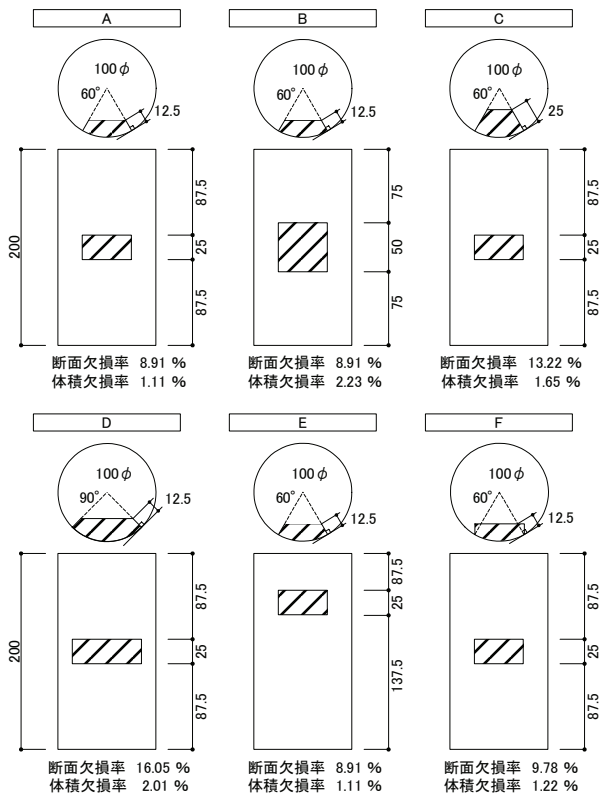 A
B
C
100φ
60°
12.5
100φ
60°
12.5
100φ
60°
25
200
87.5
25
87.5
75
50
75
87.5
25
87.5
断面欠損率 8.91 %
体積欠損率 1.11 %
断面欠損率 8.91 %
体積欠損率 2.23 %
断面欠損率 13.22 %
体積欠損率 1.65 %
D
E
F
100φ
90°
12.5
100φ
60°
12.5
100φ
60°
12.5
200
87.5
25
87.5
87.5
25
137.5
87.5
25
87.5
断面欠損率 16.05 %
体積欠損率 2.01 %
断面欠損率 8.91 %
体積欠損率 1.11 %
断面欠損率 9.78 %
体積欠損率 1.22 %